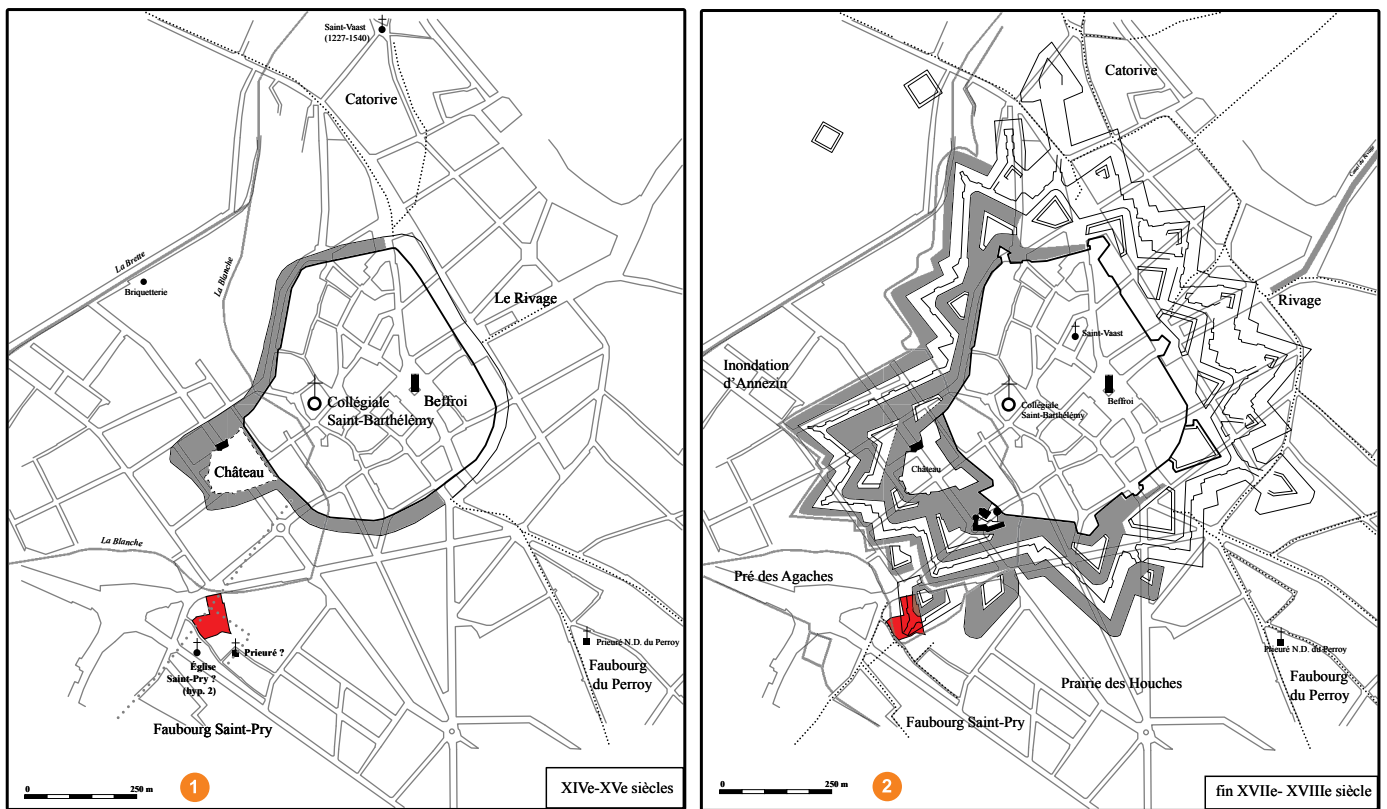 Saint-Vaast
(1227-1540)
Catorive
La Brette
Briquetterie
La Blanche
Le Rivage
Collégiale
Saint-Barthélémy
Beffroi
Château
La Blanche
Prieuré ?
Église
Saint-Pry ?
(hyp. 2)
Prieuré N.D. du Perroy
Faubourg
du Perroy
Faubourg Saint-Pry
0 250 m
1
XIVe-XVe siècles
Catorive
Canal du Rivage
Rivage
Saint-Vaast
Inondation
d'Annezin
Collégiale
Saint-Barthélémy
Beffroi
Château
Pré des Agaches
Prieuré N.D. du Perroy
Faubourg
du Perroy
Prairie des Houches
Faubourg Saint-Pry
0 250 m
2
fin XVIIe- XVIIIe siècle